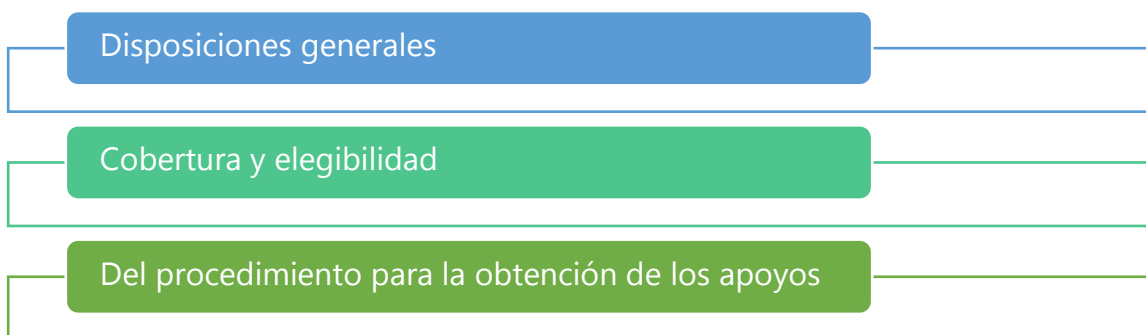 Disposiciones generales
Cobertura y elegibilidad
Del procedimiento para la obtención de los apoyos